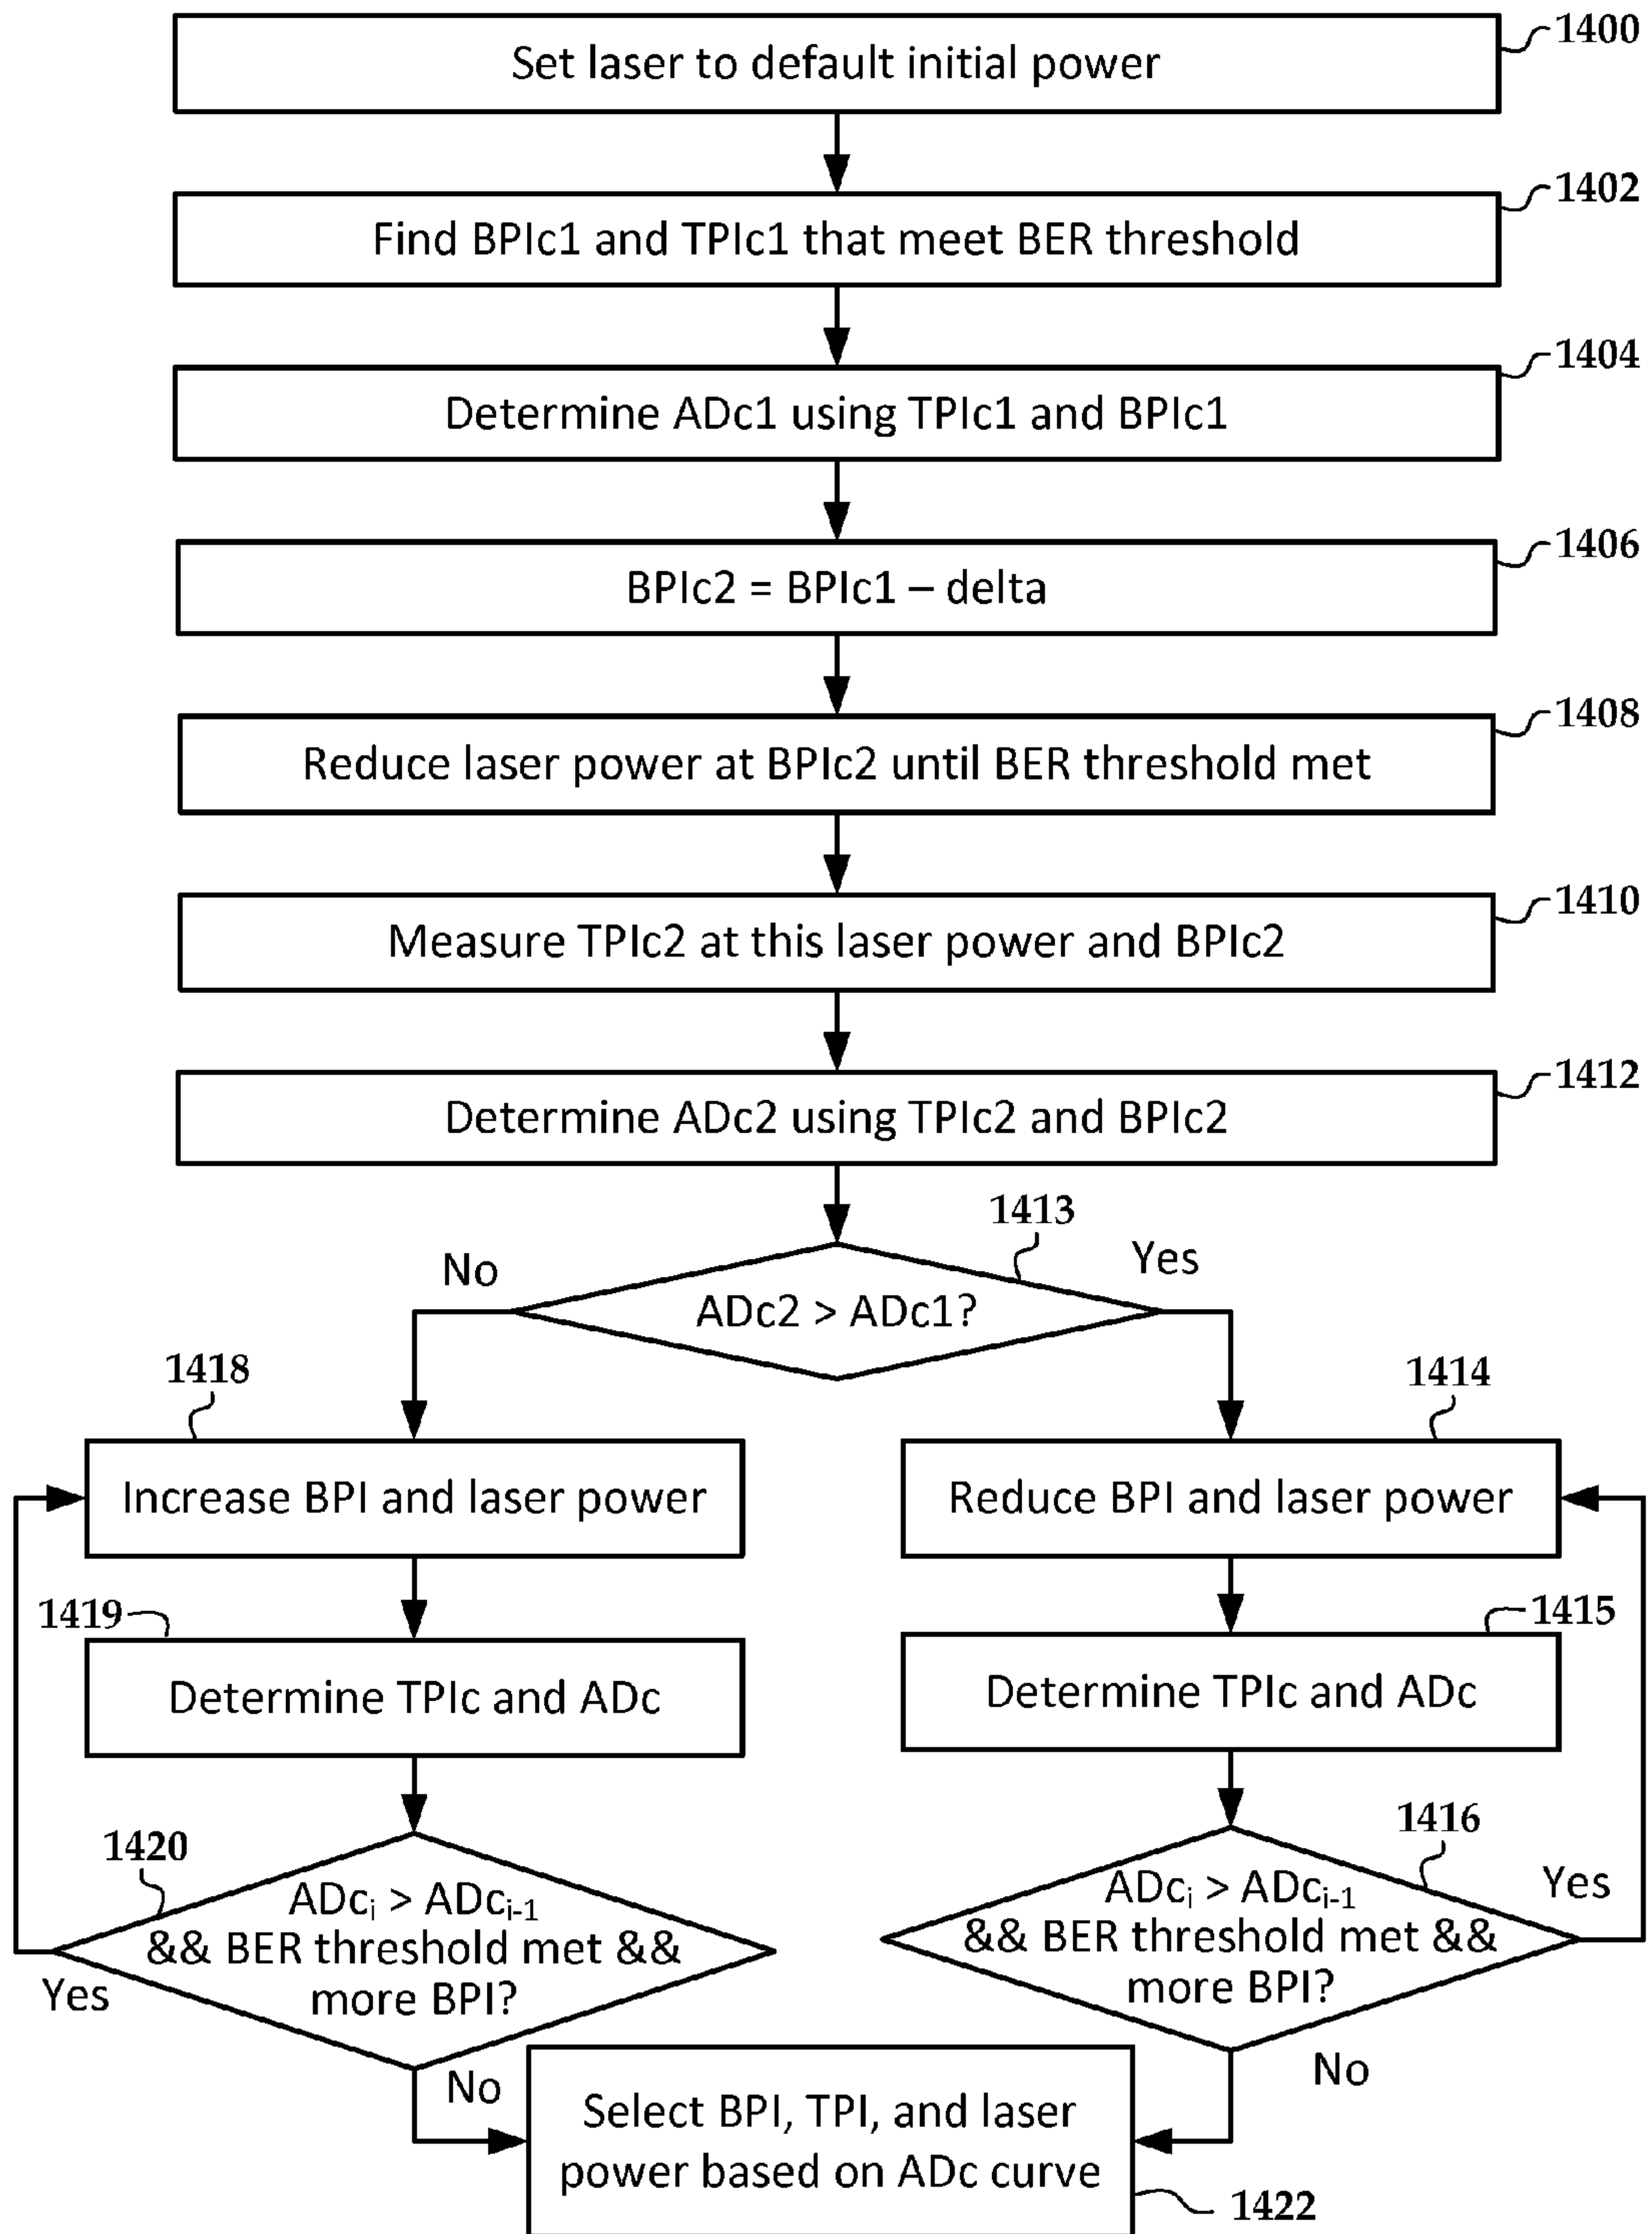 1400
Set laser to default initial power
1402
Find BPIc1 and TPIc1 that meet BER threshold
1404
Determine ADc1 using TPIc1 and BPIc1
1406
BPIc2 = BPIc1 – delta
1408
Reduce laser power at BPIc2 until BER threshold met
1410
Measure TPIc2 at this laser power and BPIc2
1412
Determine ADc2 using TPIc2 and BPIc2
1413
No
Yes
ADc2 > ADc1?
1418
1414
Increase BPI and laser power
Reduce BPI and laser power
1419
1415
Determine TPIc and ADc
Determine TPIc and ADc
1420
1416
ADcᵢ > ADcᵢ₋₁
&& BER threshold met &&
more BPI?
Yes
ADcᵢ > ADcᵢ₋₁
&& BER threshold met &&
more BPI?
Yes
No
No
Select BPI, TPI, and laser
power based on ADc curve
1422